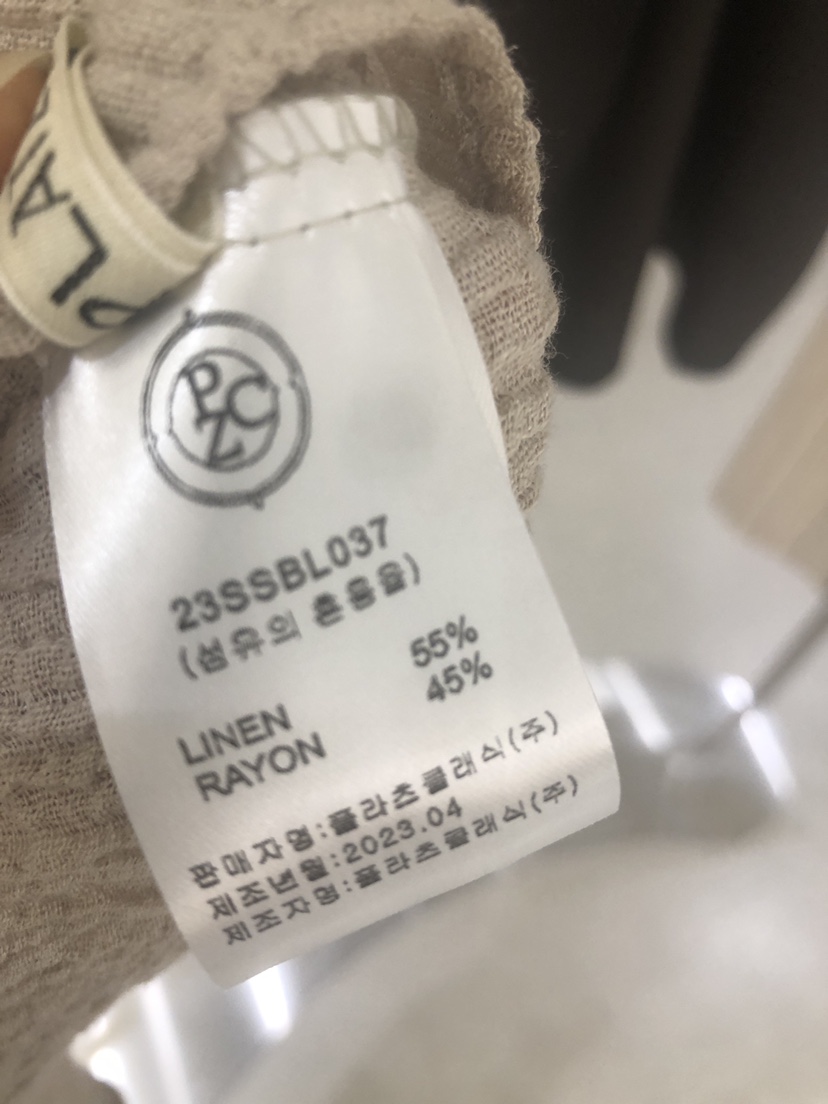 PLA
PZC
23SSBL037
(섬유의 혼용율)
LINEN 55%
RAYON 45%
판매자명:플라츠클래식(주)
제조년월:2023.04
제조자명:플라츠클래식(주)